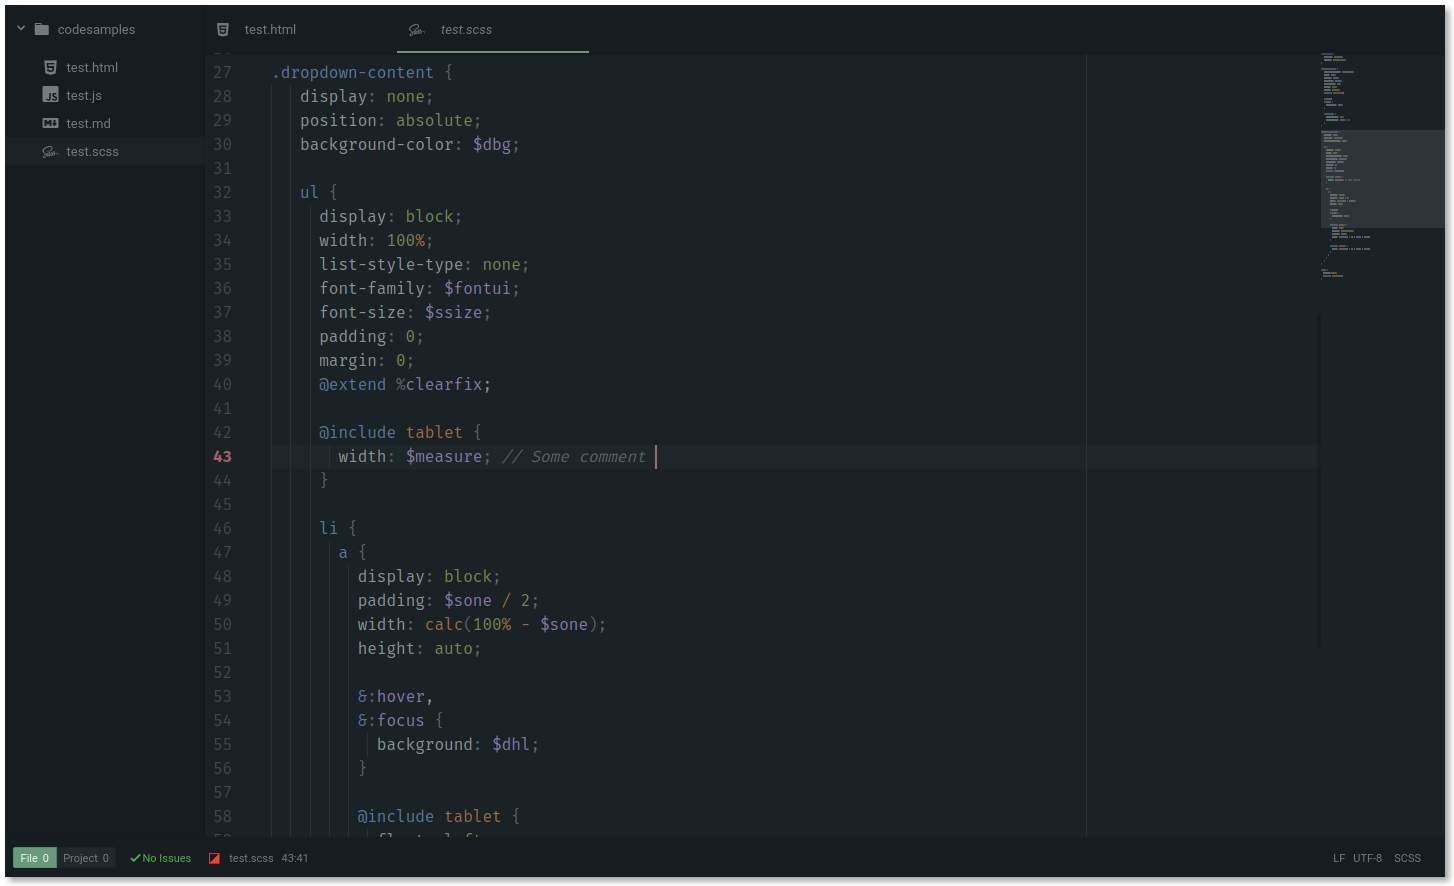 codesamples
test.html
test.js
test.md
test.scss
test.html
test.scss
27 .dropdown-content {
28 display: none;
29 position: absolute;
30 background-color: $dbg;
31
32 ul {
33 display: block;
34 width: 100%;
35 list-style-type: none;
36 font-family: $fontui;
37 font-size: $ssize;
38 padding: 0;
39 margin: 0;
40 @extend %clearfix;
41
42 @include tablet {
43 width: $measure; // Some comment
44 }
45
46 li {
47 a {
48 display: block;
49 padding: $sone / 2;
50 width: calc(100% - $sone);
51 height: auto;
52
53 &:hover,
54 &:focus {
55 background: $dhl;
56 }
57
58 @include tablet {
File 0 Project 0 No Issues test.scss 43:41 LF UTF-8 SCSS